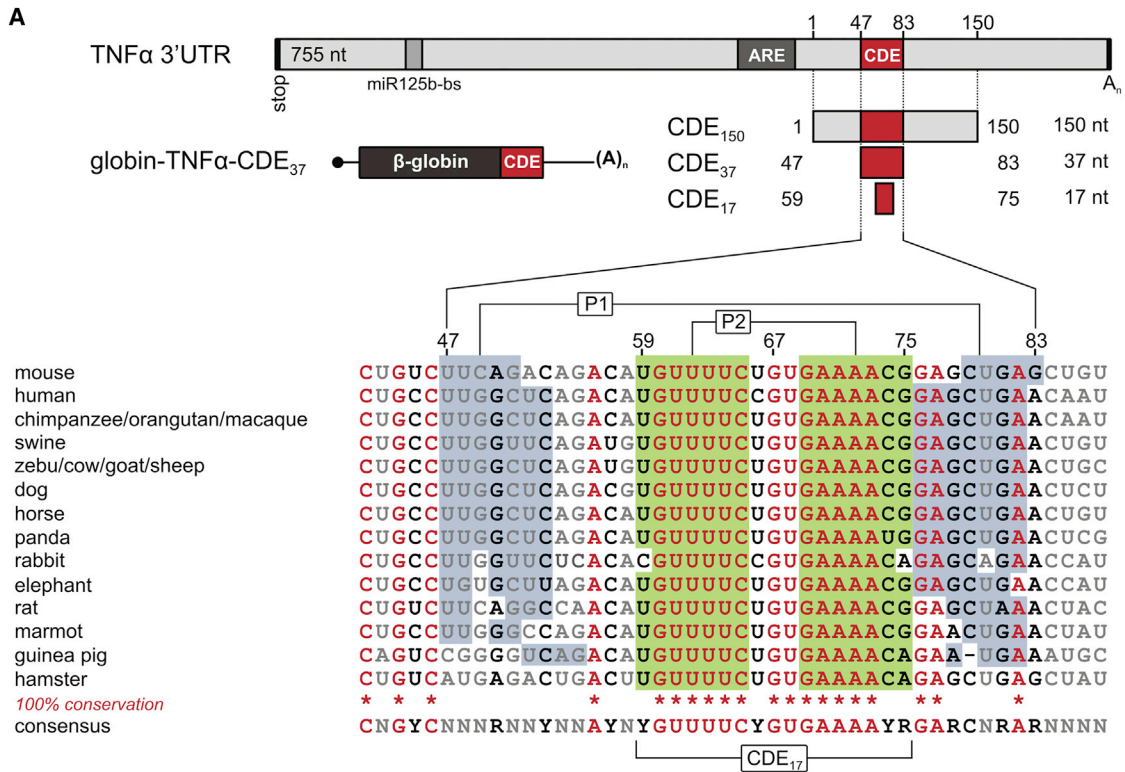 A
1 47 83 150
TNFα 3'UTR
755 nt ARE CDE
stop miR125b-bs An
CDE150 1 150 150 nt
globin-TNFα-CDE37 β-globin CDE (A)n CDE37 47 83 37 nt
CDE17 59 75 17 nt
P1
P2
47 59 67 75 83
mouse CUGUCUUCAGACAGACAUGUUUUCUGUGAAAACGGAGCUGAGCUGU
human CUGCCUUGGCUCAGACAUGUUUUCCGUGAAAACGGAGCUGAACAAU
chimpanzee/orangutan/macaque CUGCCUUGGCUCAGACAUGUUUUCCGUGAAAACGGAGCUGAACAAU
swine CUGCCUUGGUUCAGAUGUGUUUUCUGUGAAAACGGAGCUGAACUGU
zebu/cow/goat/sheep CUGCCUUGGCUCAGAUGUGUUUUCUGUGAAAACGGAGCUGAACUGC
dog CUGCCUUGGCUCAGACGUGUUUUCUGUGAAAACGGAGCUGAACUCU
horse CUGCCUUGGCUCAGACAUGUUUUCUGUGAAAACGGAGCUGAACUCU
panda CUGCCUUGGCUCAGACAUGUUUUCUGUGAAAAUGGAGCUGAACUCG
rabbit CUGCCUUGGUUCUCACACGUUUUCCGUGAAAACAGAGCAGAACCAU
elephant CUGCCUGUGCUUAGACAUGUUUUCUGUGAAAACGGAGCUGAACCAU
rat CUGUCUUCAGGCCAACAUGUUUUCUGUGAAAACGGAGCUAAACUAC
marmot CUGCCUUGGGCCAGACAUGUUUUCUGUGAAAACGGAACUGAACUAU
guinea pig CAGUCCGGGGUCAGACUUGUUUUCUGUGAAAACAGAA-UGAAAUGC
hamster CUGUCAUGAGACUGACUUGUUUUCUGUGAAAACAGAGCUGAGCUAU
100% conservation * * * * * * * * * * * * * * * * * * * * *
consensus CNGYCNNNRNNYNNAYNYGUUUUCYGUGAAAAYRGARCNRARNNNN
CDE17